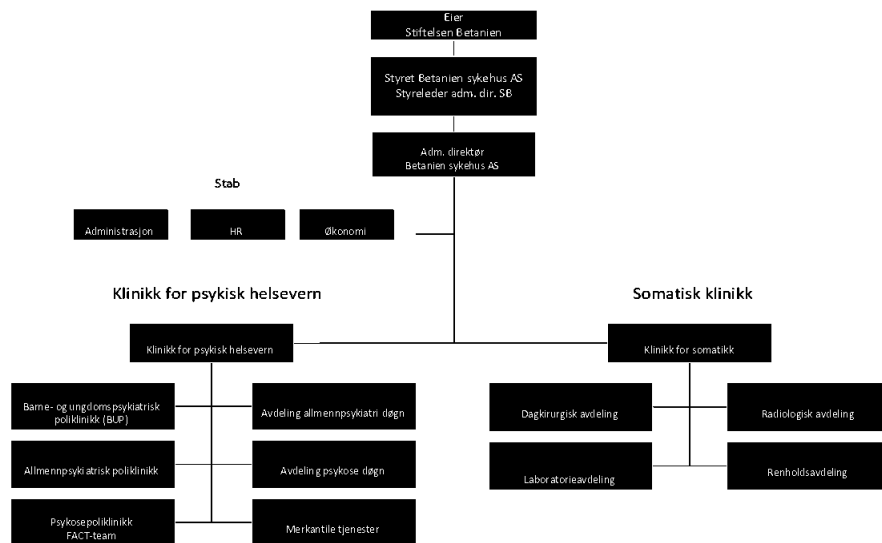 Eier
Stiftelsen Betanien
Styret Betanien sykehus AS
Styreleder adm. dir. SB
Adm. direktør
Betanien sykehus AS
Stab
Administrasjon
HR
Økonomi
Klinikk for psykisk helsevern
Somatisk klinikk
Klinikk for psykisk helsevern
Klinikk for somatikk
Barne- og ungdomspsykiatrisk
poliklinikk (BUP)
Avdeling allmennpsykiatri døgn
Dagkirurgisk avdeling
Radiologisk avdeling
Allmennpsykiatrisk poliklinikk
Avdeling psykose døgn
Laboratorieavdeling
Renholdsavdeling
Psykosepoliklinikk
FACT-team
Merkantile tjenester